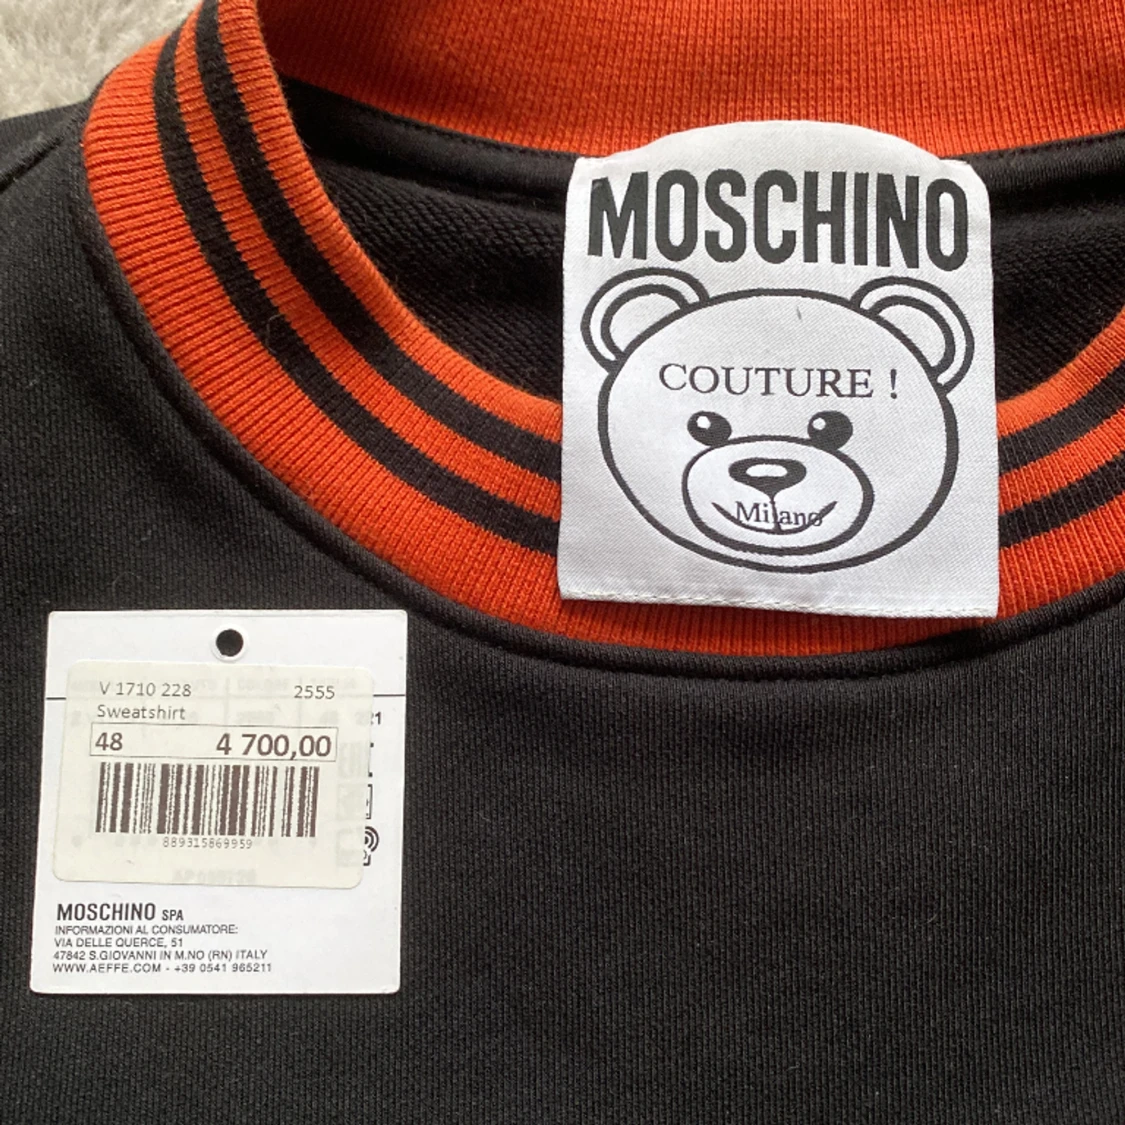 MOSCHINO
COUTURE !
Milano
V 1710 228 2555
Sweatshirt
48 4 700,00
889315869959
MOSCHINO SPA
INFORMAZIONI AL CONSUMATORE:
VIA DELLE QUERCE, 51
47842 S.GIOVANNI IN M.NO (RN) ITALY
WWW.AEFFE.COM - +39 0541 965211